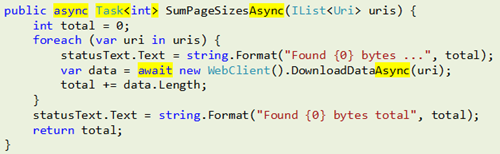 public async Task<int> SumPageSizesAsync(IList<Uri> uris) {
    int total = 0;
    foreach (var uri in uris) {
        statusText.Text = string.Format("Found {0} bytes ...", total);
        var data = await new WebClient().DownloadDataAsync(uri);
        total += data.Length;
    }
    statusText.Text = string.Format("Found {0} bytes total", total);
    return total;
}